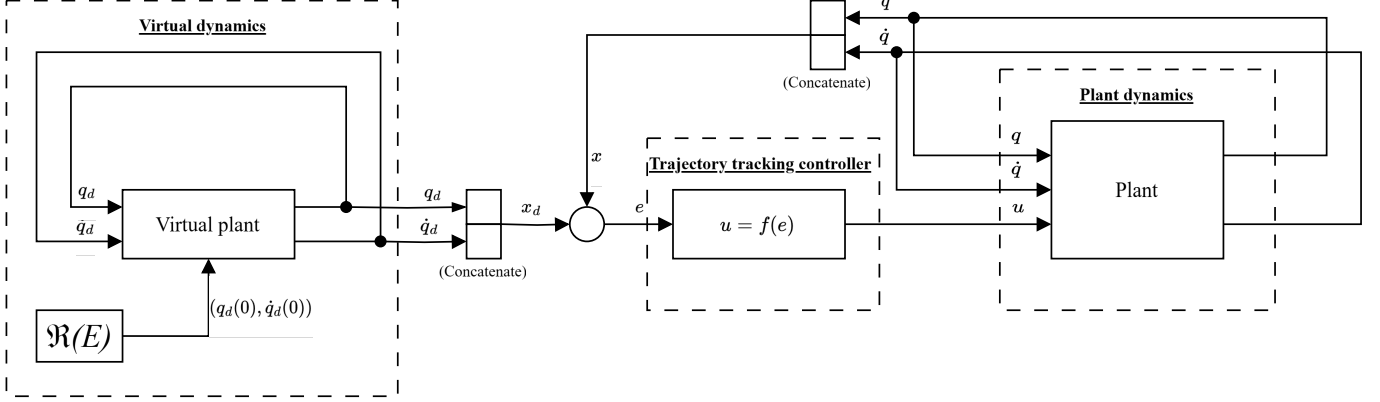 Virtual dynamics
q_d
q̇_d
Virtual plant
ℜ(E)
(q_d(0), q̇_d(0))
q_d
q̇_d
(Concatenate)
x_d
x
e
Trajectory tracking controller
u = f(e)
q
q̇
(Concatenate)
Plant dynamics
q
q̇
u
Plant